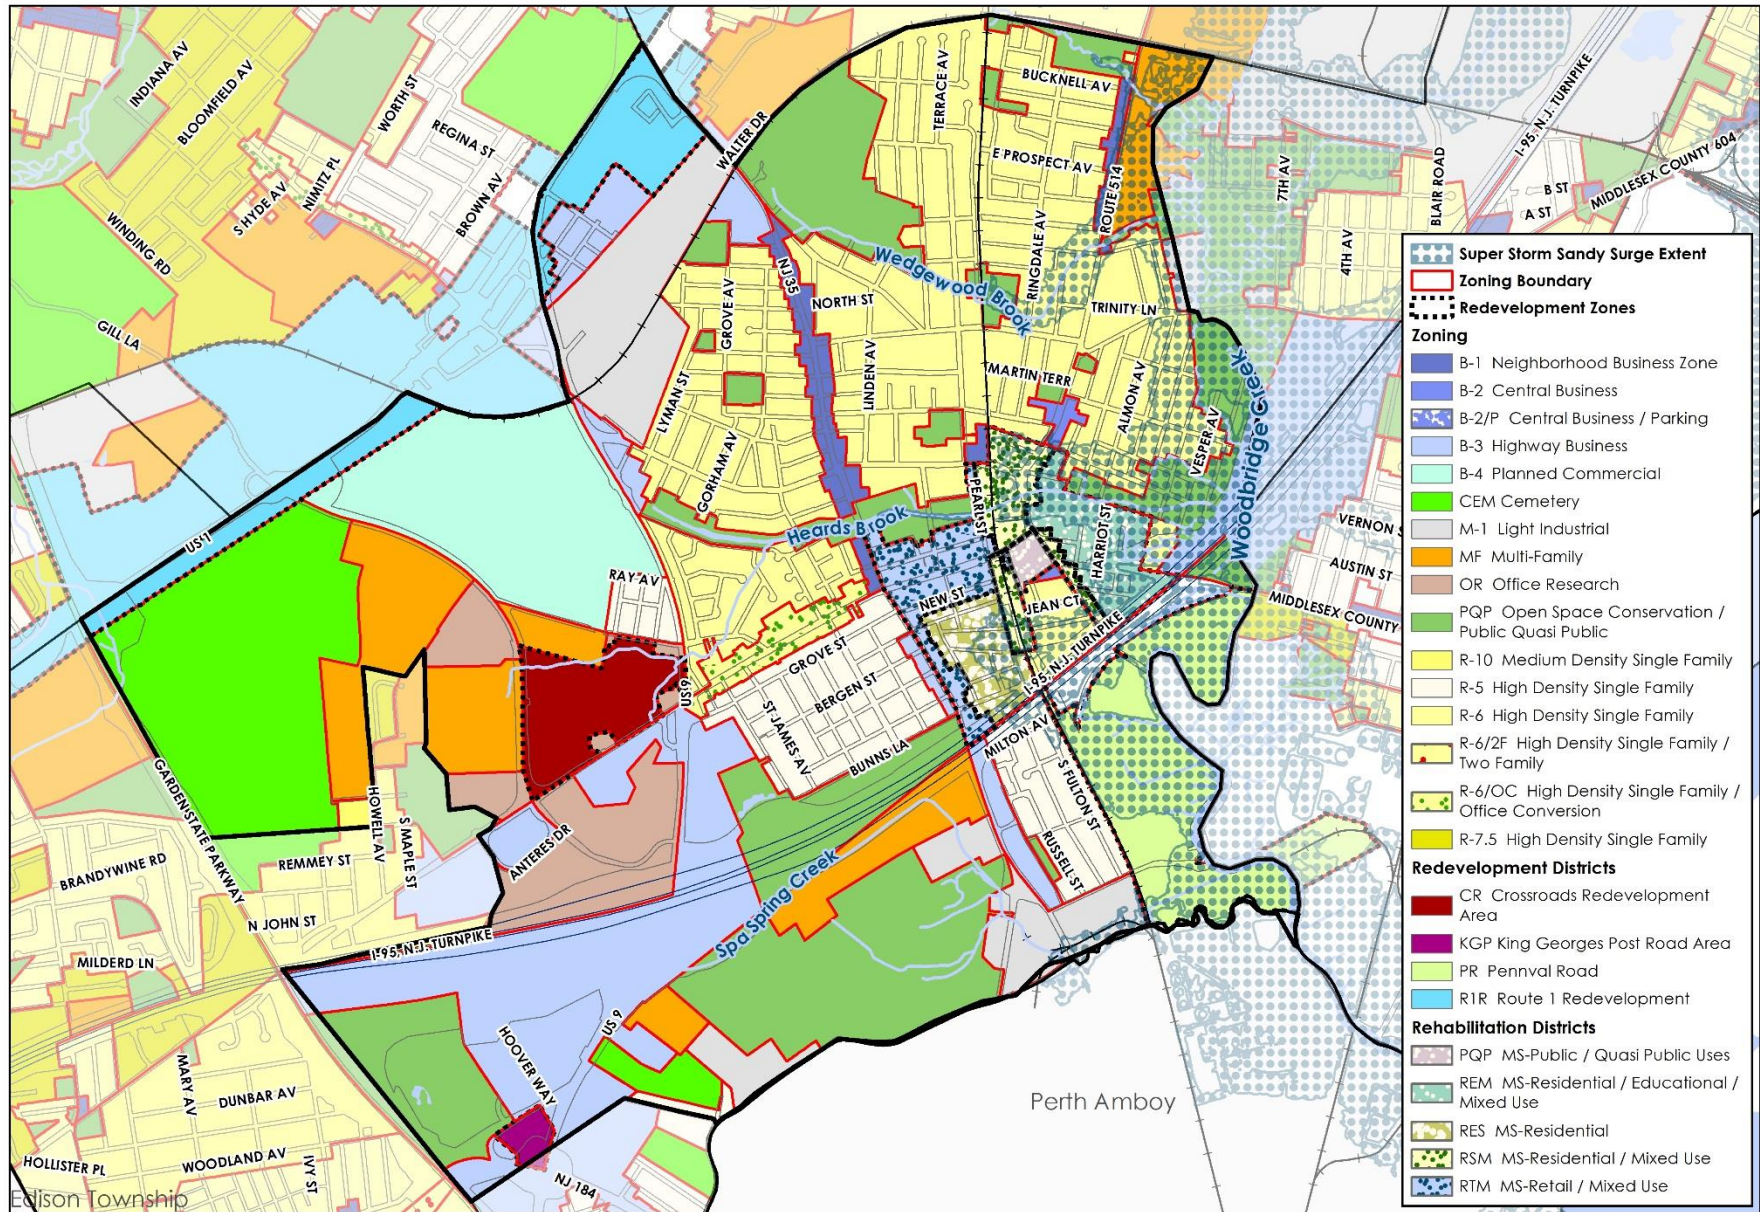 INDIANA AV
BLOOMFIELD AV
WORTH ST
REGINA ST
S HYDE AV
NIMITZ PL
BROWN AV
WINDING RD
GILL LA
US 1
WALTER DR
TERRACE AV
BUCKNELL AV
E PROSPECT AV
ROUTE 514
RINGDALE AV
7TH AV
4TH AV
BLAIR ROAD
I-95, N.J. TURNPIKE
B ST
A ST
MIDDLESEX COUNTY 604
Wedgewood Brook
NJ 35
NORTH ST
GROVE AV
TRINITY LN
LINDEN AV
MARTIN TERR
LYMAN ST
ALMON AV
GORHAM AV
VESPER AV
Woodbridge Creek
PEARL ST
Heards Brook
HARRIOT ST
VERNON S
AUSTIN ST
RAY AV
NEW ST
JEAN CT
MIDDLESEX COUNTY
GROVE ST
BERGEN ST
I-95, N.J. TURNPIKE
US 9
ST JAMES AV
BUNNS LA
MILTON AV
S FULTON ST
GARDEN STATE PARKWAY
HOWELL AV
S MAPLE ST
ANTERES DR
RUSSELL ST
BRANDYWINE RD
REMMEY ST
N JOHN ST
I-95, N.J. TURNPIKE
Spa Spring Creek
MILDERD LN
US 9
HOOVER WAY
MARY AV
DUNBAR AV
Perth Amboy
WOODLAND AV
HOLLISTER PL
IVY ST
NJ 184
Edison Township
Super Storm Sandy Surge Extent
Zoning Boundary
Redevelopment Zones
Zoning
B-1 Neighborhood Business Zone
B-2 Central Business
B-2/P Central Business / Parking
B-3 Highway Business
B-4 Planned Commercial
CEM Cemetery
M-1 Light Industrial
MF Multi-Family
OR Office Research
PQP Open Space Conservation /
Public Quasi Public
R-10 Medium Density Single Family
R-5 High Density Single Family
R-6 High Density Single Family
R-6/2F High Density Single Family /
Two Family
R-6/OC High Density Single Family /
Office Conversion
R-7.5 High Density Single Family
Redevelopment Districts
CR Crossroads Redevelopment
Area
KGP King Georges Post Road Area
PR Pennval Road
R1R Route 1 Redevelopment
Rehabilitation Districts
PQP MS-Public / Quasi Public Uses
REM MS-Residential / Educational /
Mixed Use
RES MS-Residential
RSM MS-Residential / Mixed Use
RTM MS-Retail / Mixed Use